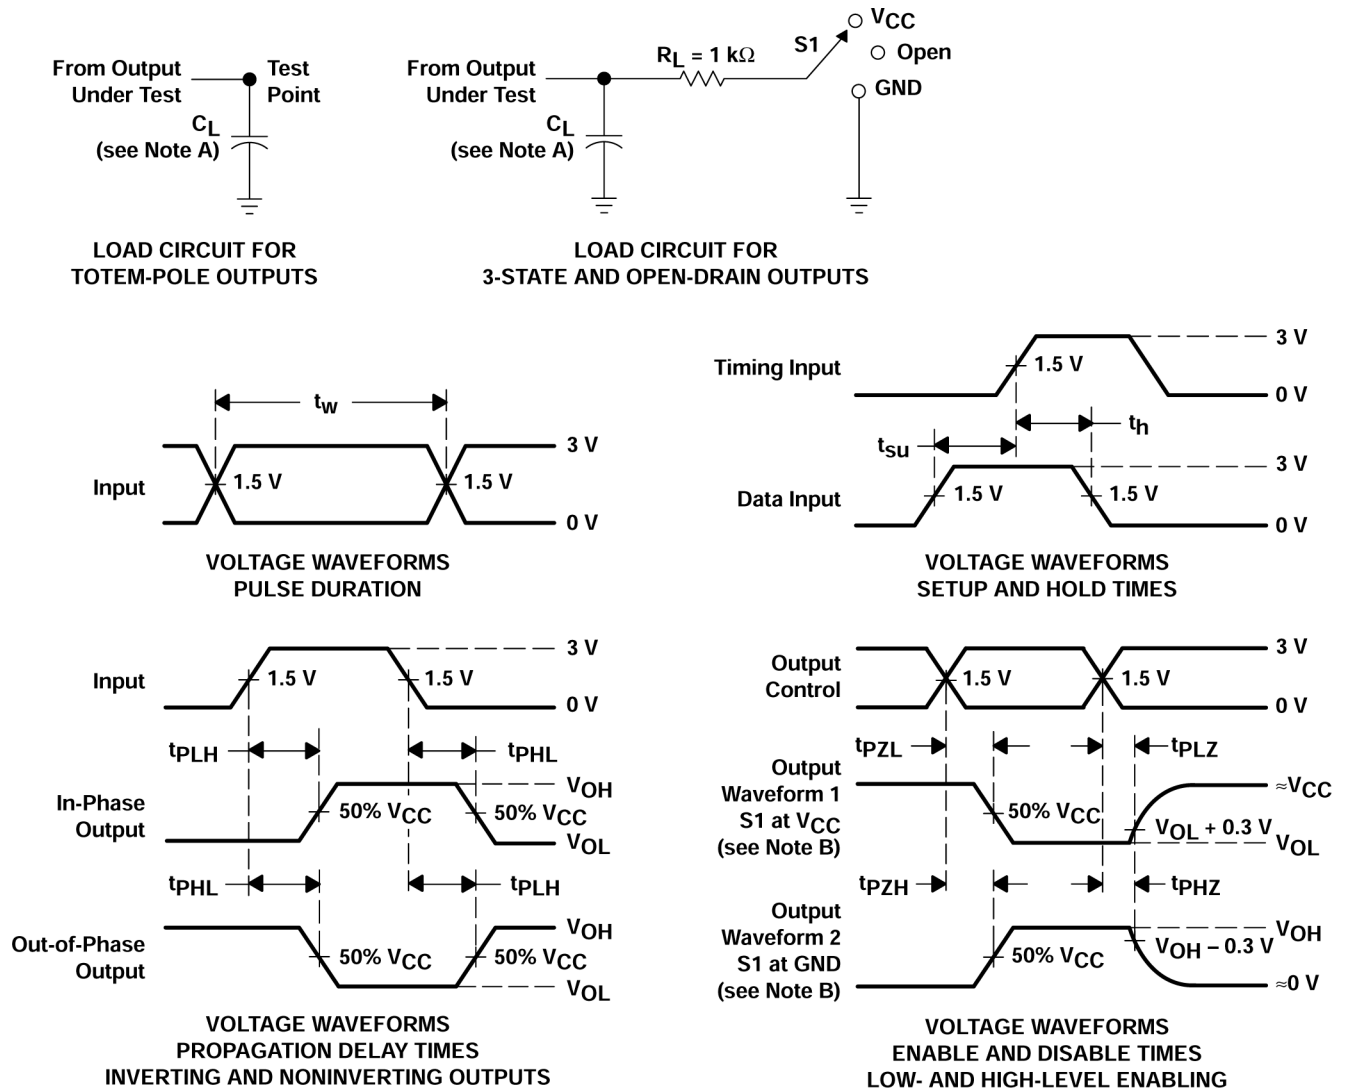 From Output
Under Test
Test
Point
CL
(see Note A)
LOAD CIRCUIT FOR
TOTEM-POLE OUTPUTS
From Output
Under Test
RL = 1 kΩ
S1
VCC
Open
GND
CL
(see Note A)
LOAD CIRCUIT FOR
3-STATE AND OPEN-DRAIN OUTPUTS
tw
Input
1.5 V
1.5 V
3 V
0 V
VOLTAGE WAVEFORMS
PULSE DURATION
Timing Input
1.5 V
3 V
0 V
tsu
th
Data Input
1.5 V
1.5 V
3 V
0 V
VOLTAGE WAVEFORMS
SETUP AND HOLD TIMES
Input
1.5 V
1.5 V
3 V
0 V
tPLH
tPHL
In-Phase
Output
50% VCC
50% VCC
VOH
VOL
tPHL
tPLH
Out-of-Phase
Output
50% VCC
50% VCC
VOH
VOL
VOLTAGE WAVEFORMS
PROPAGATION DELAY TIMES
INVERTING AND NONINVERTING OUTPUTS
Output
Control
1.5 V
1.5 V
3 V
0 V
tPZL
tPLZ
Output
Waveform 1
S1 at VCC
(see Note B)
50% VCC
VOL + 0.3 V
≈VCC
VOL
tPZH
tPHZ
Output
Waveform 2
S1 at GND
(see Note B)
50% VCC
VOH − 0.3 V
VOH
≈0 V
VOLTAGE WAVEFORMS
ENABLE AND DISABLE TIMES
LOW- AND HIGH-LEVEL ENABLING